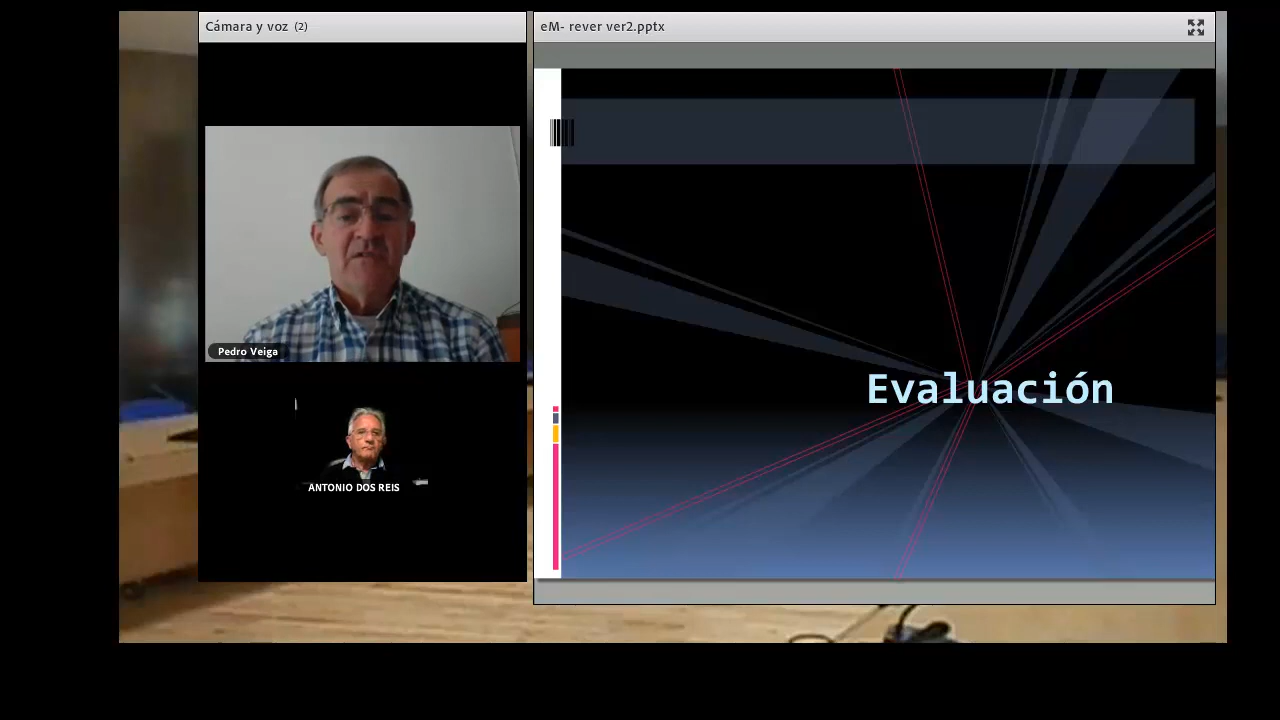 Cámara y voz (2)
Pedro Veiga
ANTONIO DOS REIS
eM- rever ver2.pptx
Evaluación